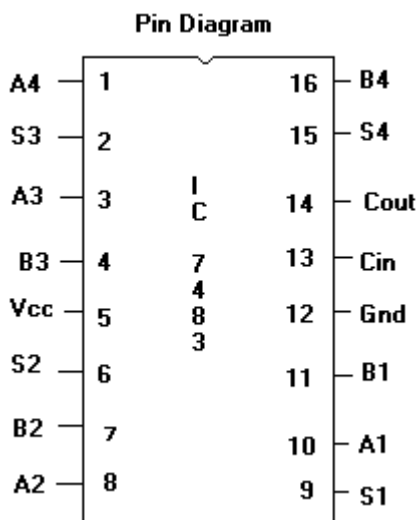 Pin Diagram
A4 1 16 B4
S3 2 15 S4
A3 3 14 Cout
B3 4 13 Cin
Vcc 5 12 Gnd
S2 6 11 B1
B2 7 10 A1
A2 8 9 S1
I
C
7
4
8
3